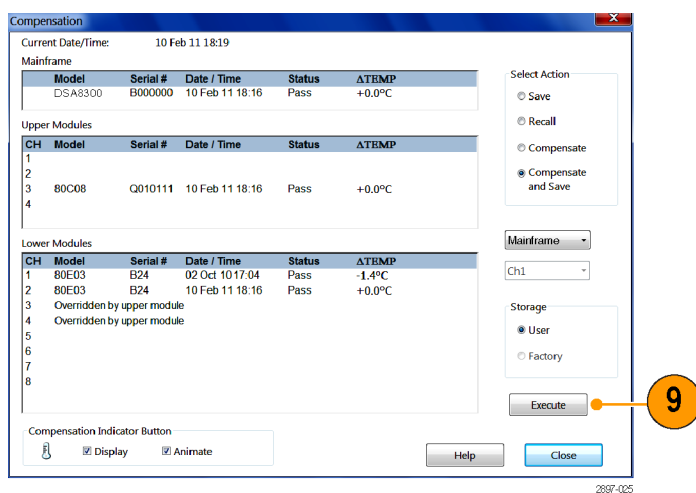 Compensation
Current Date/Time: 10 Feb 11 18:19
Mainframe
Model Serial # Date / Time Status ΔTEMP
DSA8300 B000000 10 Feb 11 18:16 Pass +0.0ºC
Upper Modules
CH Model Serial # Date / Time Status ΔTEMP
1
2
3 80C08 Q010111 10 Feb 11 18:16 Pass +0.0ºC
4
Lower Modules
CH Model Serial # Date / Time Status ΔTEMP
1 80E03 B24 02 Oct 10 17:04 Pass -1.4ºC
2 80E03 B24 10 Feb 11 18:16 Pass +0.0ºC
3 Overridden by upper module
4 Overridden by upper module
5
6
7
8
Select Action
Save
Recall
Compensate
Compensate
and Save
Mainframe
Ch1
Storage
User
Factory
Execute
9
Compensation Indicator Button
Display Animate
Help Close
2897-025